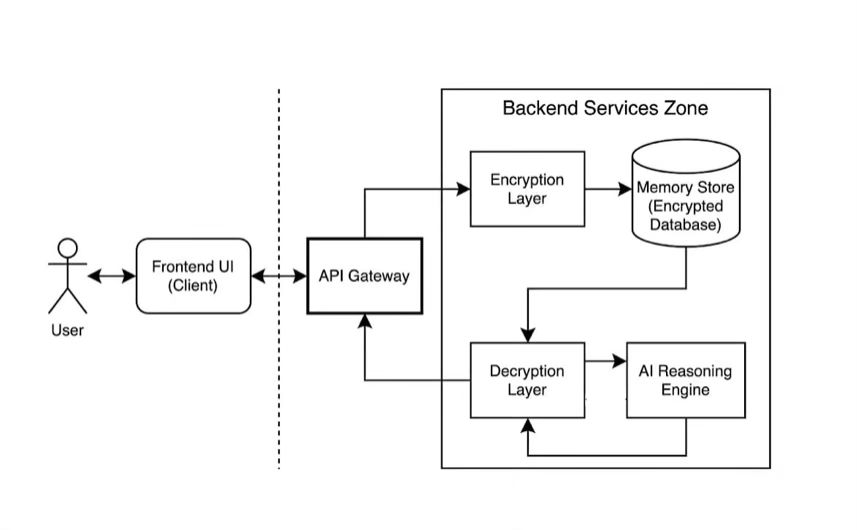 Backend Services Zone
Encryption
Layer
Memory Store
(Encrypted
Database)
Frontend UI
(Client)
API Gateway
User
Decryption
Layer
AI Reasoning
Engine